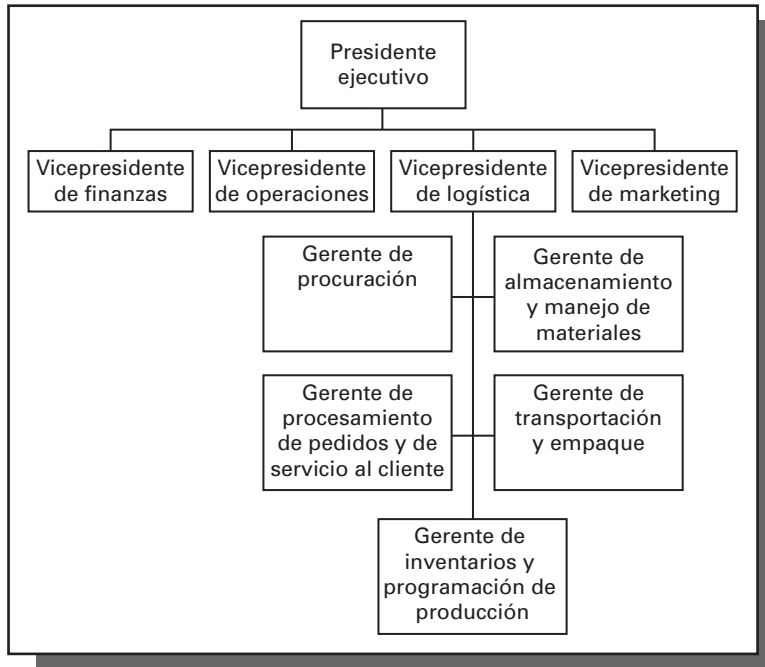 Presidente
ejecutivo
Vicepresidente
de finanzas
Vicepresidente
de operaciones
Vicepresidente
de logística
Vicepresidente
de marketing
Gerente de
procuración
Gerente de
almacenamiento
y manejo de
materiales
Gerente de
procesamiento
de pedidos y de
servicio al cliente
Gerente de
transportación
y empaque
Gerente de
inventarios y
programación de
producción